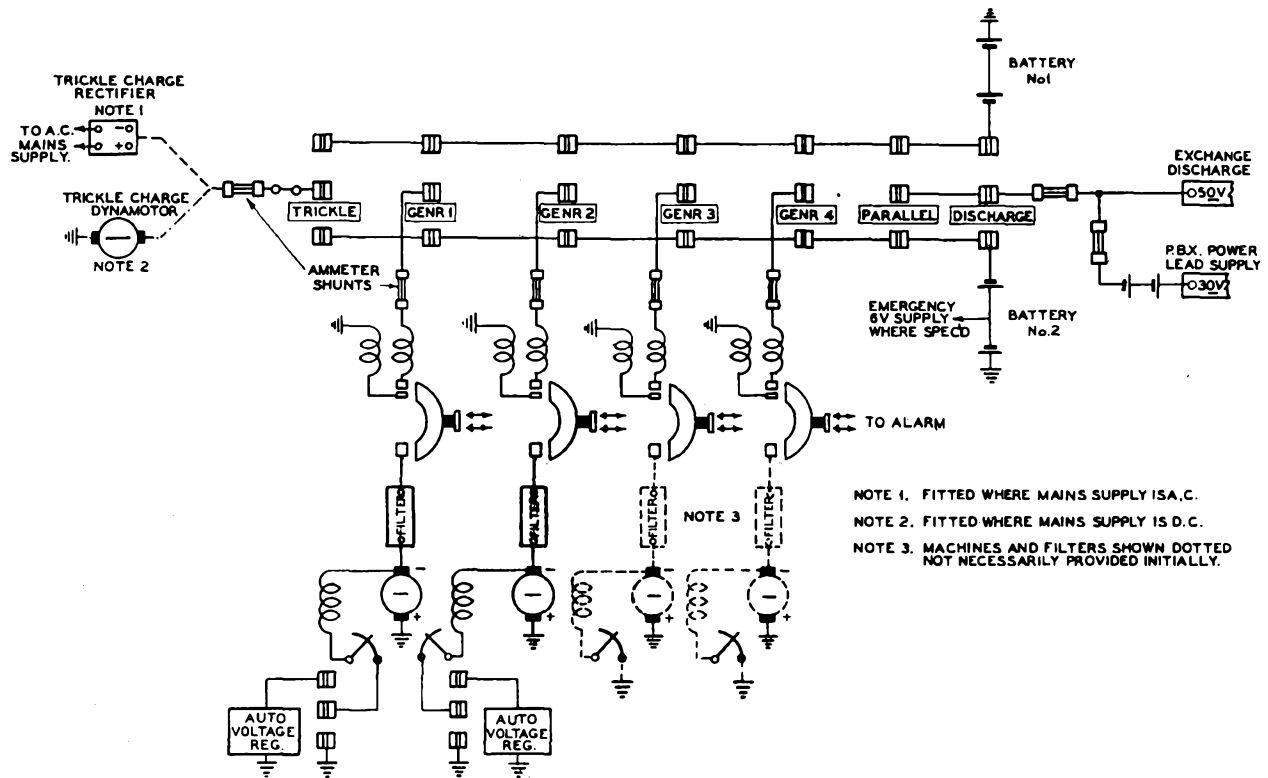 BATTERY
No1
TRICKLE CHARGE
RECTIFIER
NOTE 1
TO A.C.
MAINS
SUPPLY.
- o
+ o
EXCHANGE
DISCHARGE
50V
TRICKLE CHARGE
DYNAMOTOR
NOTE 2
TRICKLE
GENR 1
GENR 2
GENR 3
GENR 4
PARALLEL
DISCHARGE
AMMETER
SHUNTS
P.B.X. POWER
LEAD SUPPLY
30V
EMERGENCY
6V SUPPLY
WHERE SPEC'D
BATTERY
No.2
TO ALARM
FILTER
FILTER
FILTER
FILTER
NOTE 3
NOTE 1. FITTED WHERE MAINS SUPPLY IS A,C.
NOTE 2. FITTED WHERE MAINS SUPPLY IS D.C.
NOTE 3. MACHINES AND FILTERS SHOWN DOTTED
NOT NECESSARILY PROVIDED INITIALLY.
- - - -
+ + + +
AUTO
VOLTAGE
REG.
AUTO
VOLTAGE
REG.